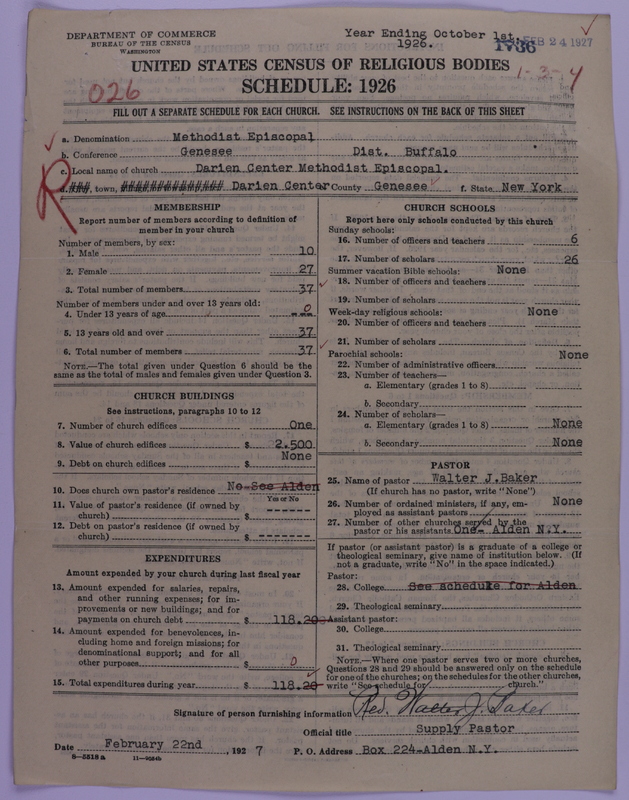 DEPARTMENT OF COMMERCE
BUREAU OF THE CENSUS
WASHINGTON
Year Ending October 1st.
1926.
1736 FEB 24 1927
UNITED STATES CENSUS OF RELIGIOUS BODIES
SCHEDULE: 1926
026
1-3-4
FILL OUT A SEPARATE SCHEDULE FOR EACH CHURCH. SEE INSTRUCTIONS ON THE BACK OF THIS SHEET
a. Denomination Methodist Episcopal
b. Conference Genesee Dist. Buffalo
c. Local name of church Darien Center Methodist Episcopal.
R
d. town, Darien Center County Genesee f. State New York
MEMBERSHIP
Report number of members according to definition of
member in your church
Number of members, by sex:
1. Male 10
2. Female 27
3. Total number of members 37
Number of members under and over 13 years old:
4. Under 13 years of age 0
5. 13 years old and over 37
6. Total number of members 37
NOTE.—The total given under Question 6 should be the
same as the total of males and females given under Question 3.
CHURCH BUILDINGS
See instructions, paragraphs 10 to 12
7. Number of church edifices One
8. Value of church edifices $ 2.500
9. Debt on church edifices $ None
10. Does church own pastor's residence No-See Alden
Yes or No
11. Value of pastor's residence (if owned by
church) $ ------
12. Debt on pastor's residence (if owned by
church) $ -------
EXPENDITURES
Amount expended by your church during last fiscal year
13. Amount expended for salaries, repairs,
and other running expenses; for im-
provements or new buildings; and for
payments on church debt $ 118.20
14. Amount expended for benevolences, in-
cluding home and foreign missions; for
denominational support; and for all
other purposes $ 0
15. Total expenditures during year $ 118.20
CHURCH SCHOOLS
Report here only schools conducted by this church
Sunday schools:
16. Number of officers and teachers 6
17. Number of scholars 26
Summer vacation Bible schools: None
18. Number of officers and teachers
19. Number of scholars
Week-day religious schools: None
20. Number of officers and teachers
21. Number of scholars
Parochial schools: None
22. Number of administrative officers
23. Number of teachers—
a. Elementary (grades 1 to 8)
b. Secondary
24. Number of scholars—
a. Elementary (grades 1 to 8) None
b. Secondary None
PASTOR
25. Name of pastor Walter J.Baker
(If church has no pastor, write "None")
26. Number of ordained ministers, if any, em-
ployed as assistant pastors None
27. Number of other churches served by the
pastor or his assistants One- Alden N.Y.
If pastor (or assistant pastor) is a graduate of a college or
theological seminary, give name of institution below. (If
not a graduate, write "No" in the space indicated.)
Pastor:
28. College See schedule for Alden
29. Theological seminary
Assistant pastor:
30. College
31. Theological seminary
NOTE.—Where one pastor serves two or more churches,
Questions 28 and 29 should be answered only on the schedule
for one of the churches; on the schedules for the other churches,
write "See schedule for church."
Signature of person furnishing information Rev. Walter J. Baker
Official title Supply Pastor
Date February 22nd, 1927 P. O. Address Box 224-Alden N.Y.
8-5518 a 11-9524b